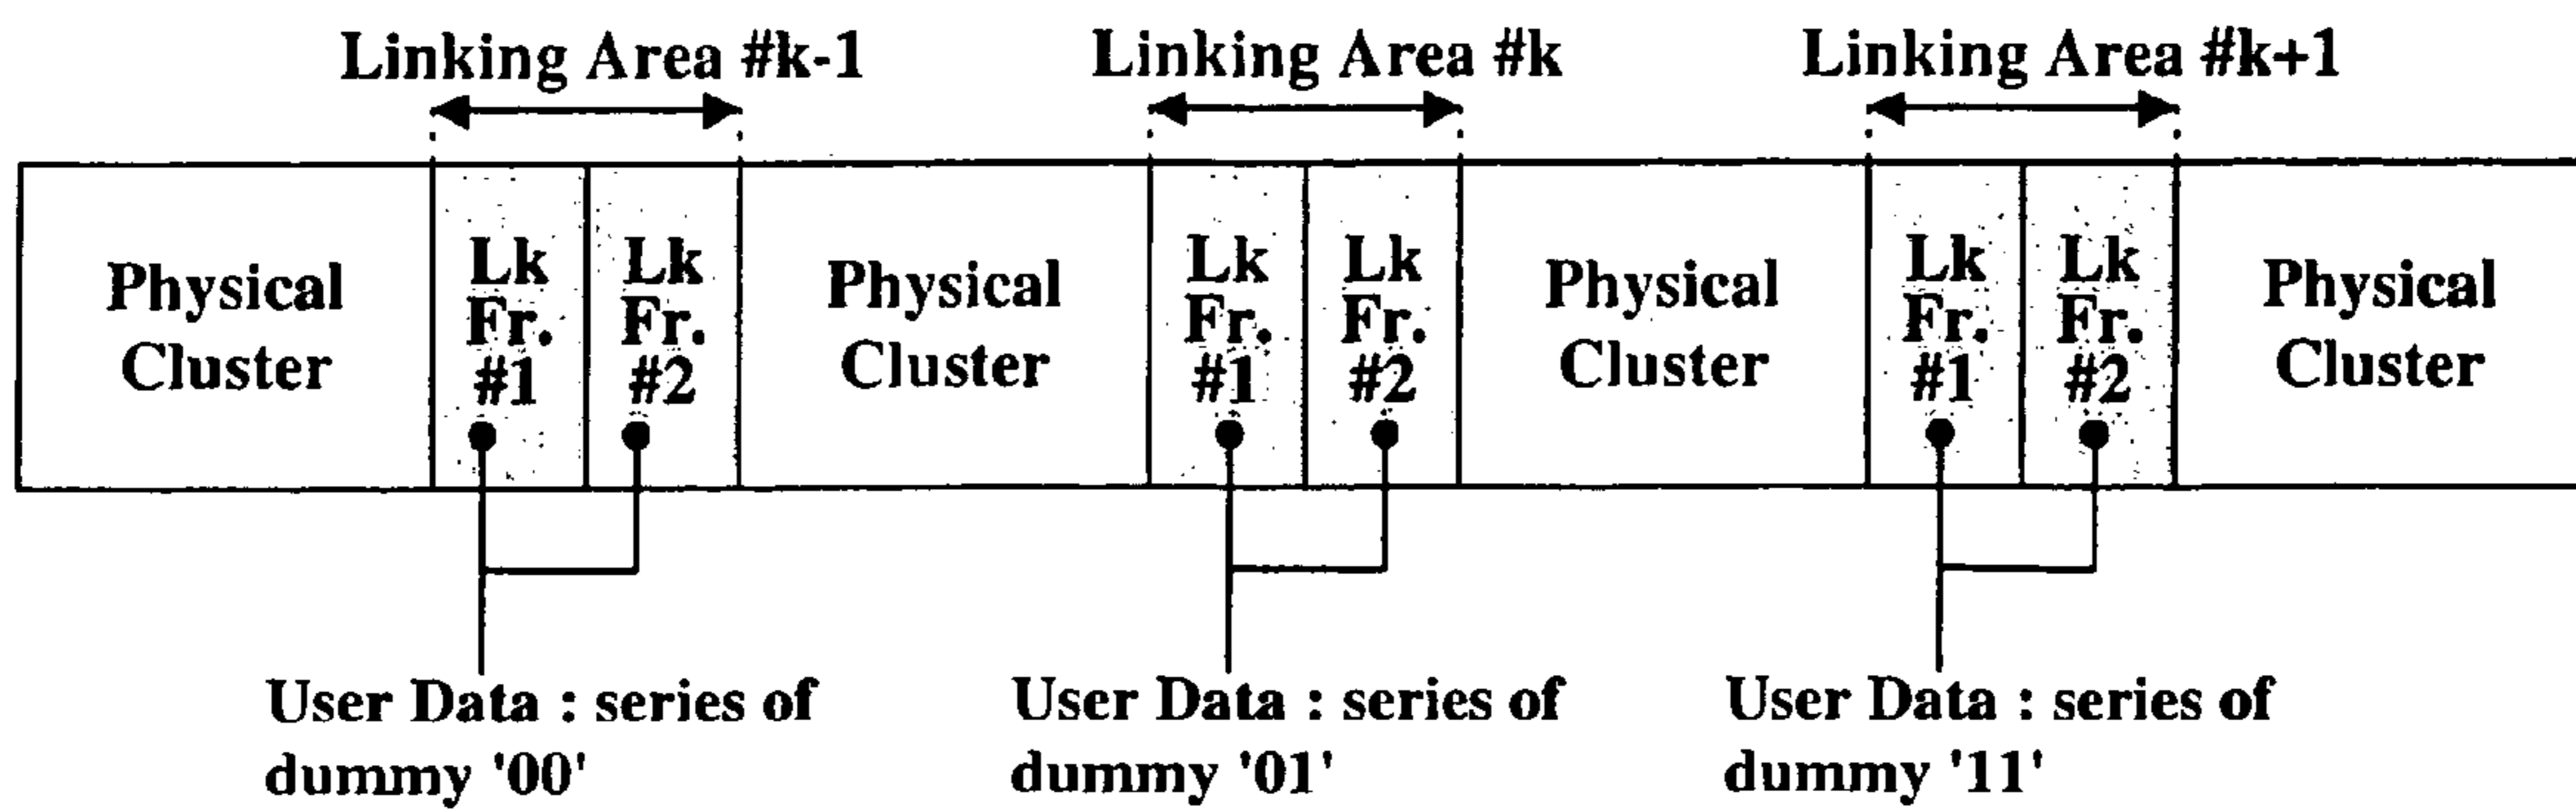 Linking Area #k-1
Linking Area #k
Linking Area #k+1
Physical
Cluster
Lk
Fr.
#1
Lk
Fr.
#2
Physical
Cluster
Lk
Fr.
#1
Lk
Fr.
#2
Physical
Cluster
Lk
Fr.
#1
Lk
Fr.
#2
Physical
Cluster
User Data : series of
dummy '00'
User Data : series of
dummy '01'
User Data : series of
dummy '11'